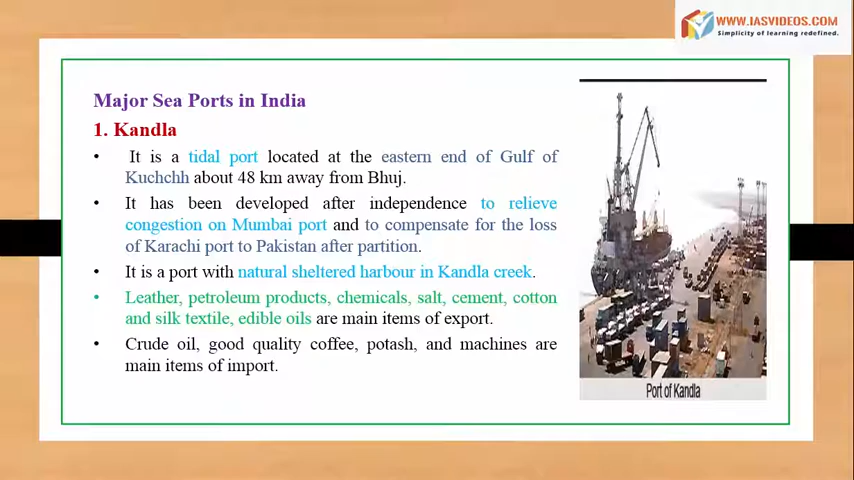 WWW.IASVIDEOS.COM
Simplicity of learning redefined.
Major Sea Ports in India
1. Kandla
• It is a tidal port located at the eastern end of Gulf of
Kuchchh about 48 km away from Bhuj.
• It has been developed after independence to relieve
congestion on Mumbai port and to compensate for the loss
of Karachi port to Pakistan after partition.
• It is a port with natural sheltered harbour in Kandla creek.
• Leather, petroleum products, chemicals, salt, cement, cotton
and silk textile, edible oils are main items of export.
• Crude oil, good quality coffee, potash, and machines are
main items of import.
Port of Kandla